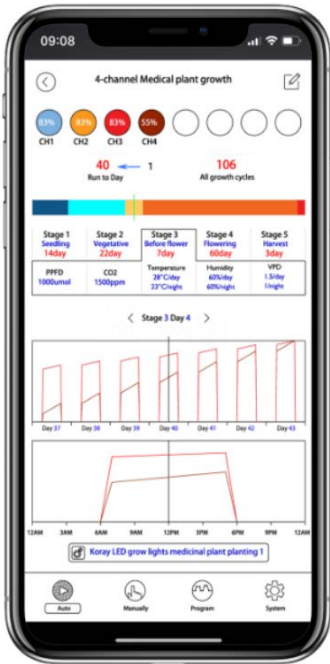 09:08
4-channel Medical plant growth
83% 83% 83% 55%
CH1 CH2 CH3 CH4
40 1 106
Run to Day All growth cycles
Stage 1 Stage 2 Stage 3 Stage 4 Stage 5
Seedling Vegetative Before flower Flowering Harvest
14day 22day 7day 60day 3day
PPFD CO2 Temperature Humidity VPD
1000umol 1500ppm 28°C/day 60%/day 1.5/day
23°C/night 60%/night 1/night
Stage 3 Day 4
Day 37 Day 38 Day 39 Day 40 Day 41 Day 42 Day 43
12AM 3AM 6AM 9AM 12PM 3PM 6PM 9PM 12AM
Koray LED grow lights medicinal plant planting 1
Auto Manually Program System